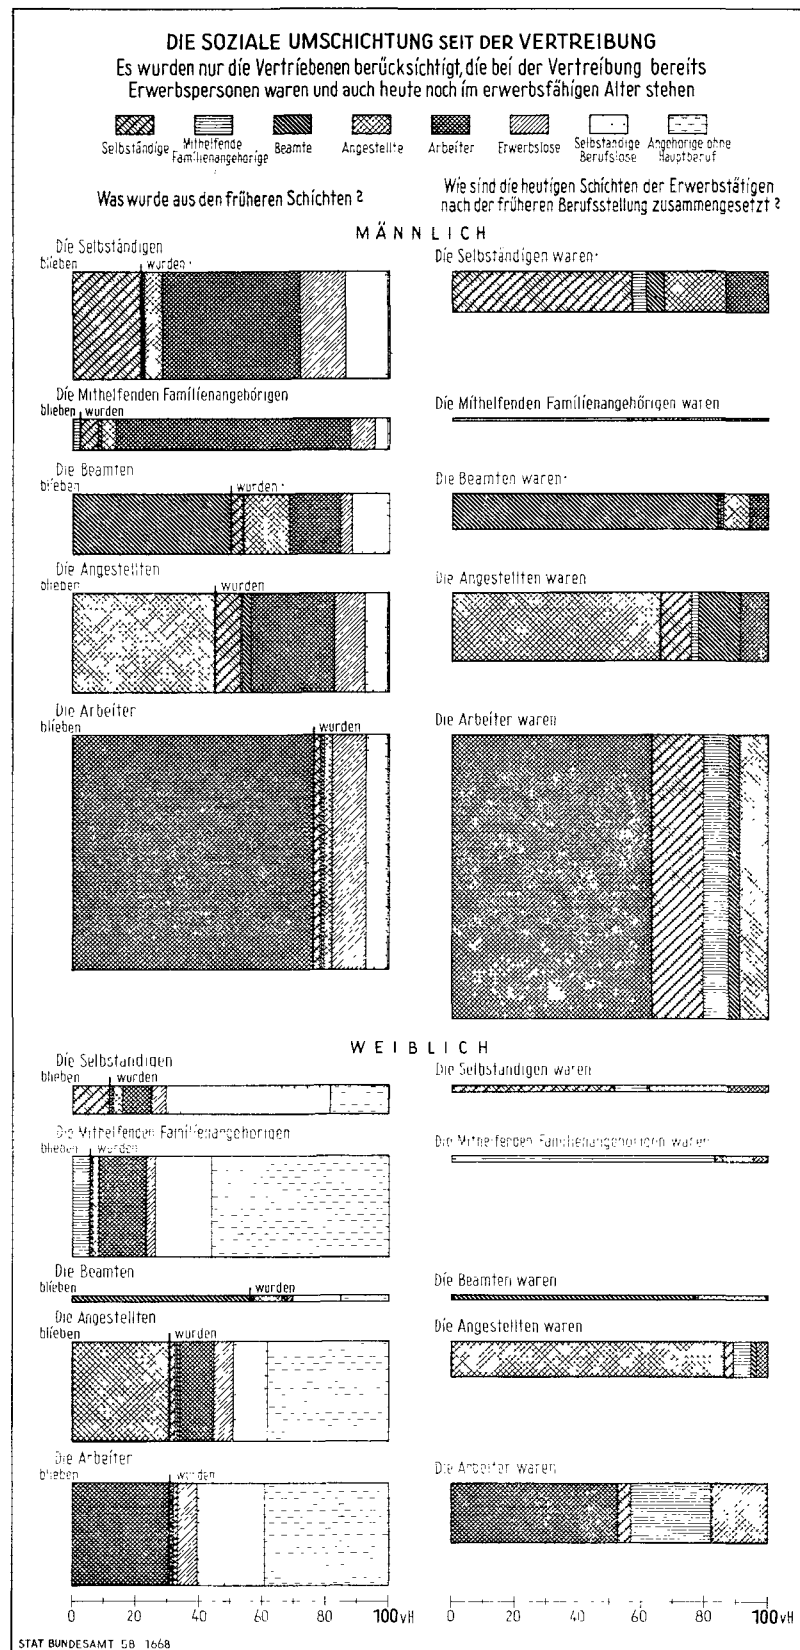 DIE SOZIALE UMSCHICHTUNG SEIT DER VERTREIBUNG
Es wurden nur die Vertriebenen berücksichtigt, die bei der Vertreibung bereits
Erwerbspersonen waren und auch heute noch im erwerbsfähigen Alter stehen
Selbständige
Mithelfende
Familienangehörige
Beamte
Angestellte
Arbeiter
Erwerbslose
Selbständige
Berufslose
Angehörige ohne
Hauptberuf
Was wurde aus den früheren Schichten?
Wie sind die heutigen Schichten der Erwerbstätigen
nach der früheren Berufsstellung zusammengesetzt?
MÄNNLICH
Die Selbständigen
blieben wurden
Die Selbständigen waren
Die Mithelfenden Familienangehörigen
blieben wurden
Die Mithelfenden Familienangehörigen waren
Die Beamten
blieben wurden
Die Beamten waren
Die Angestellten
blieben wurden
Die Angestellten waren
Die Arbeiter
blieben wurden
Die Arbeiter waren
WEIBLICH
Die Selbständigen
blieben wurden
Die Selbständigen waren
Die Mithelfenden Familienangehörigen
blieben wurden
Die Mithelfenden Familienangehörigen waren
Die Beamten
blieben wurden
Die Beamten waren
Die Angestellten
blieben wurden
Die Angestellten waren
Die Arbeiter
blieben wurden
Die Arbeiter waren
0 20 40 60 80 100 vH
0 20 40 60 80 100 vH
STAT BUNDESAMT 58 1668